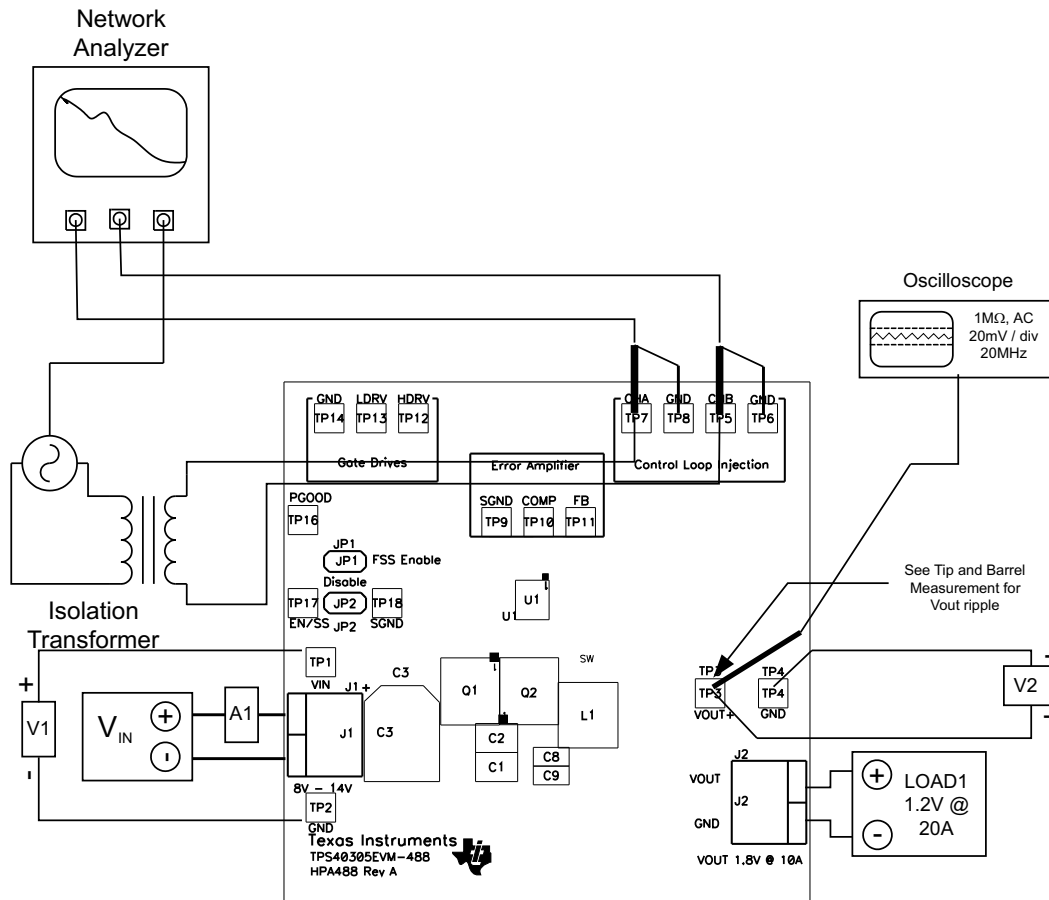 Network
Analyzer
Oscilloscope
1MΩ, AC
20mV / div
20MHz
GND LDRV HDRV
TP14 TP13 TP12
Gate Drives
CHA GND CHB GND
TP7 TP8 TP5 TP6
Control Loop Injection
Error Amplifier
SGND COMP FB
TP9 TP10 TP11
PGOOD
TP16
JP1
JP1 FSS Enable
Disable
TP17 JP2 TP18
EN/SS JP2 SGND
U1
U1
See Tip and Barrel
Measurement for
Vout ripple
Isolation
Transformer
TP1
VIN
+
V1
-
VIN
+
-
A1
J1 +
J1
8V – 14V
TP2
GND
C3
C3
Q1
Q2
SW
L1
C2
C1
C8
C9
TP3 TP4
TP3 TP4
VOUT+ GND
-
V2
-
J2
VOUT
J2
GND
VOUT 1.8V @ 10A
+
-
LOAD1
1.2V @
20A
Texas Instruments
TPS40305EVM-488
HPA488 Rev A